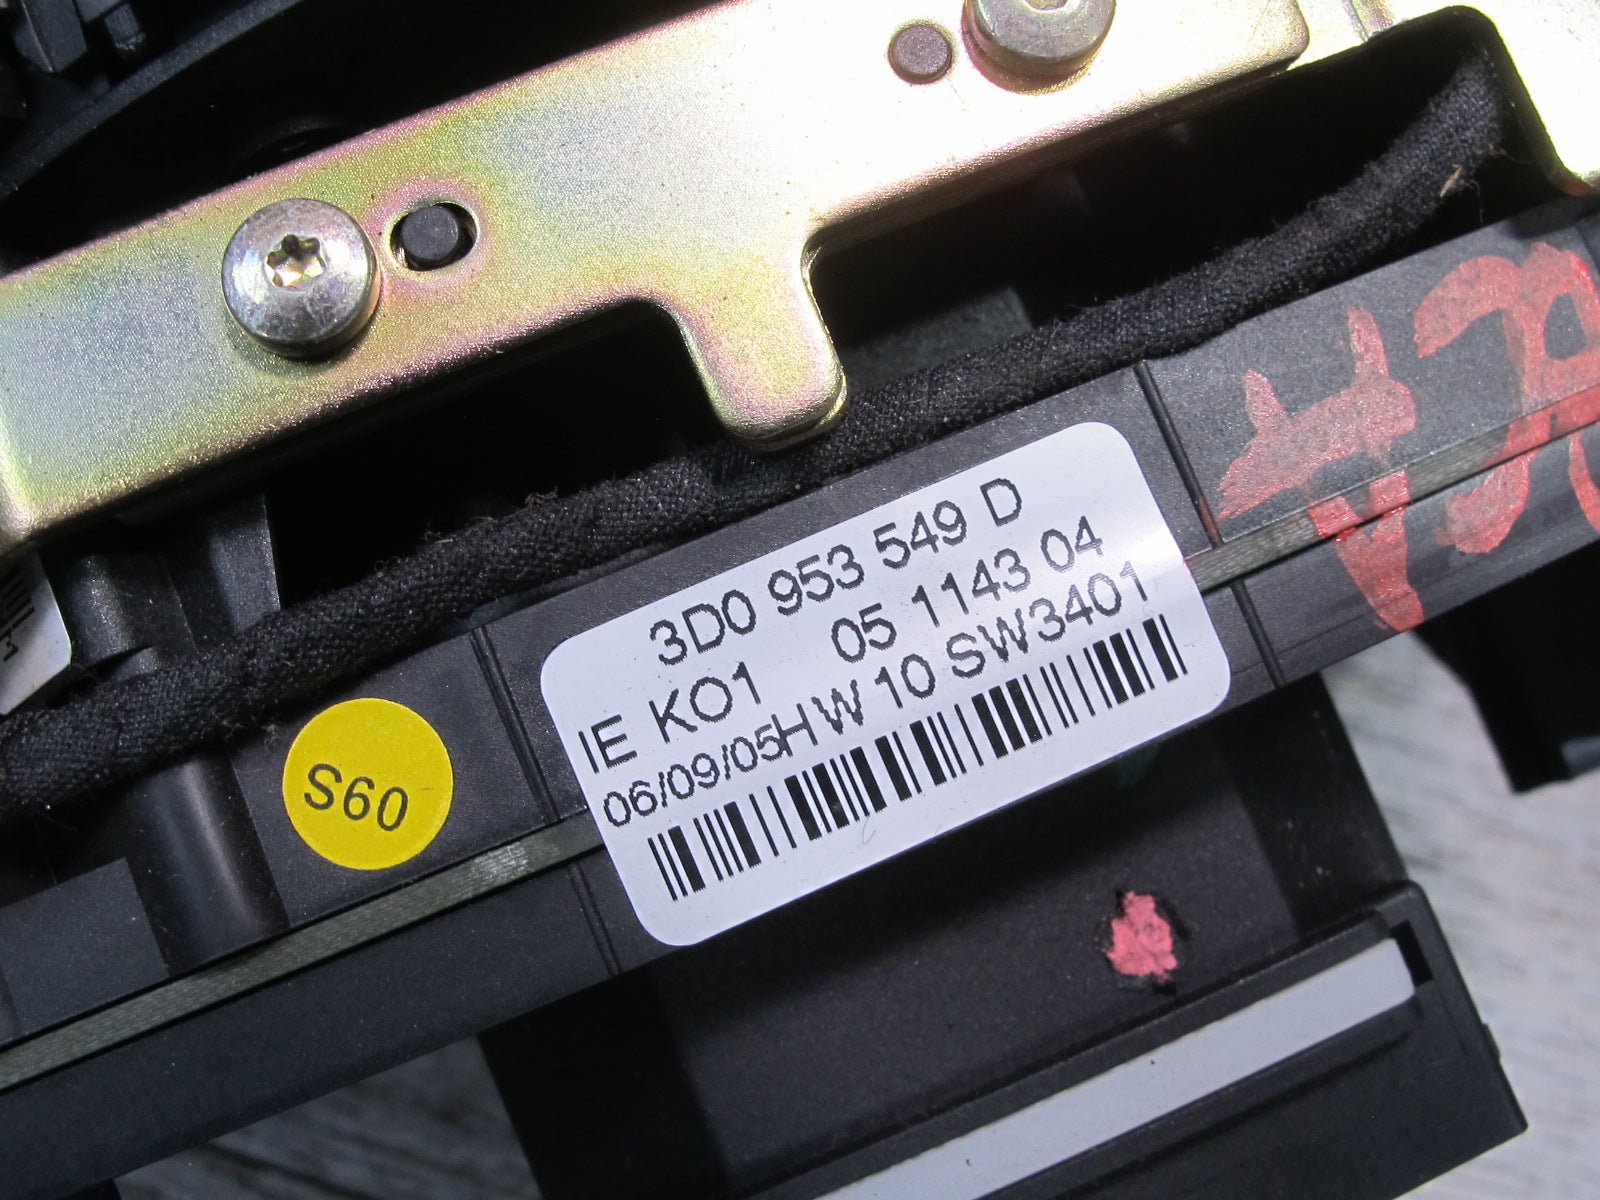 3D0 953 549 D
05 1143 04
IE KO1
06/09/05HW 10 SW3401
S60